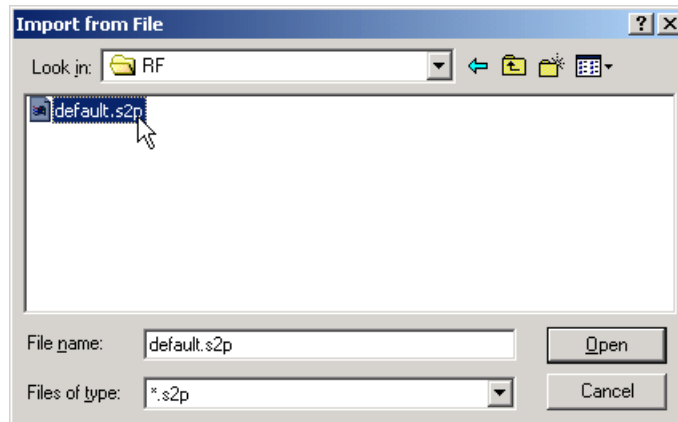 Import from File
Look in: RF
default.s2p
File name: default.s2p Open
Files of type: *.s2p Cancel